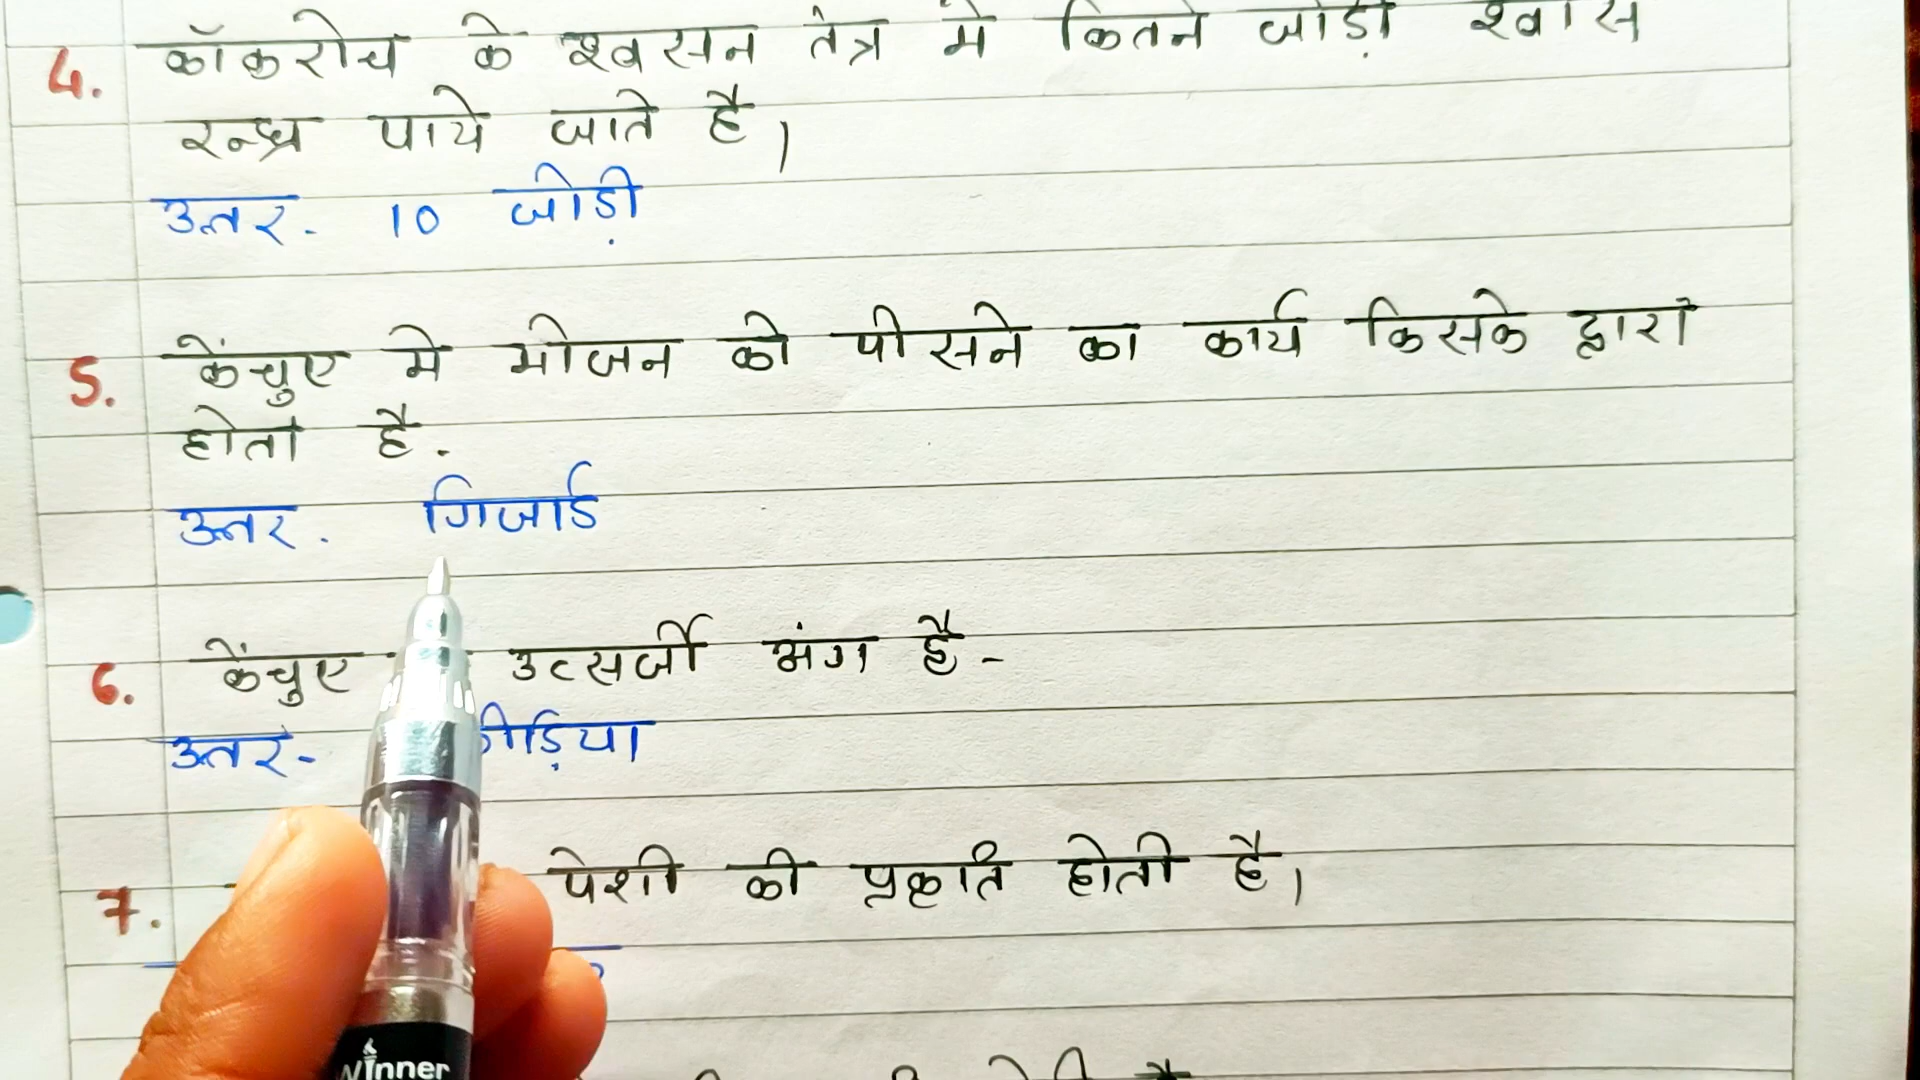 4. कॉकरोच के श्वसन तंत्र मे कितने जोड़ी श्वास
रन्ध्र पाये जाते है।
उत्तर. 10 जोड़ी
5. केंचुए मे भोजन को पीसने का कार्य किसके द्वारा
होता है.
उत्तर. गिजार्ड
6. केंचुए उत्सर्जी अंग है-
उत्तर-
7. पेशी की प्रकृति होती है।
Winner